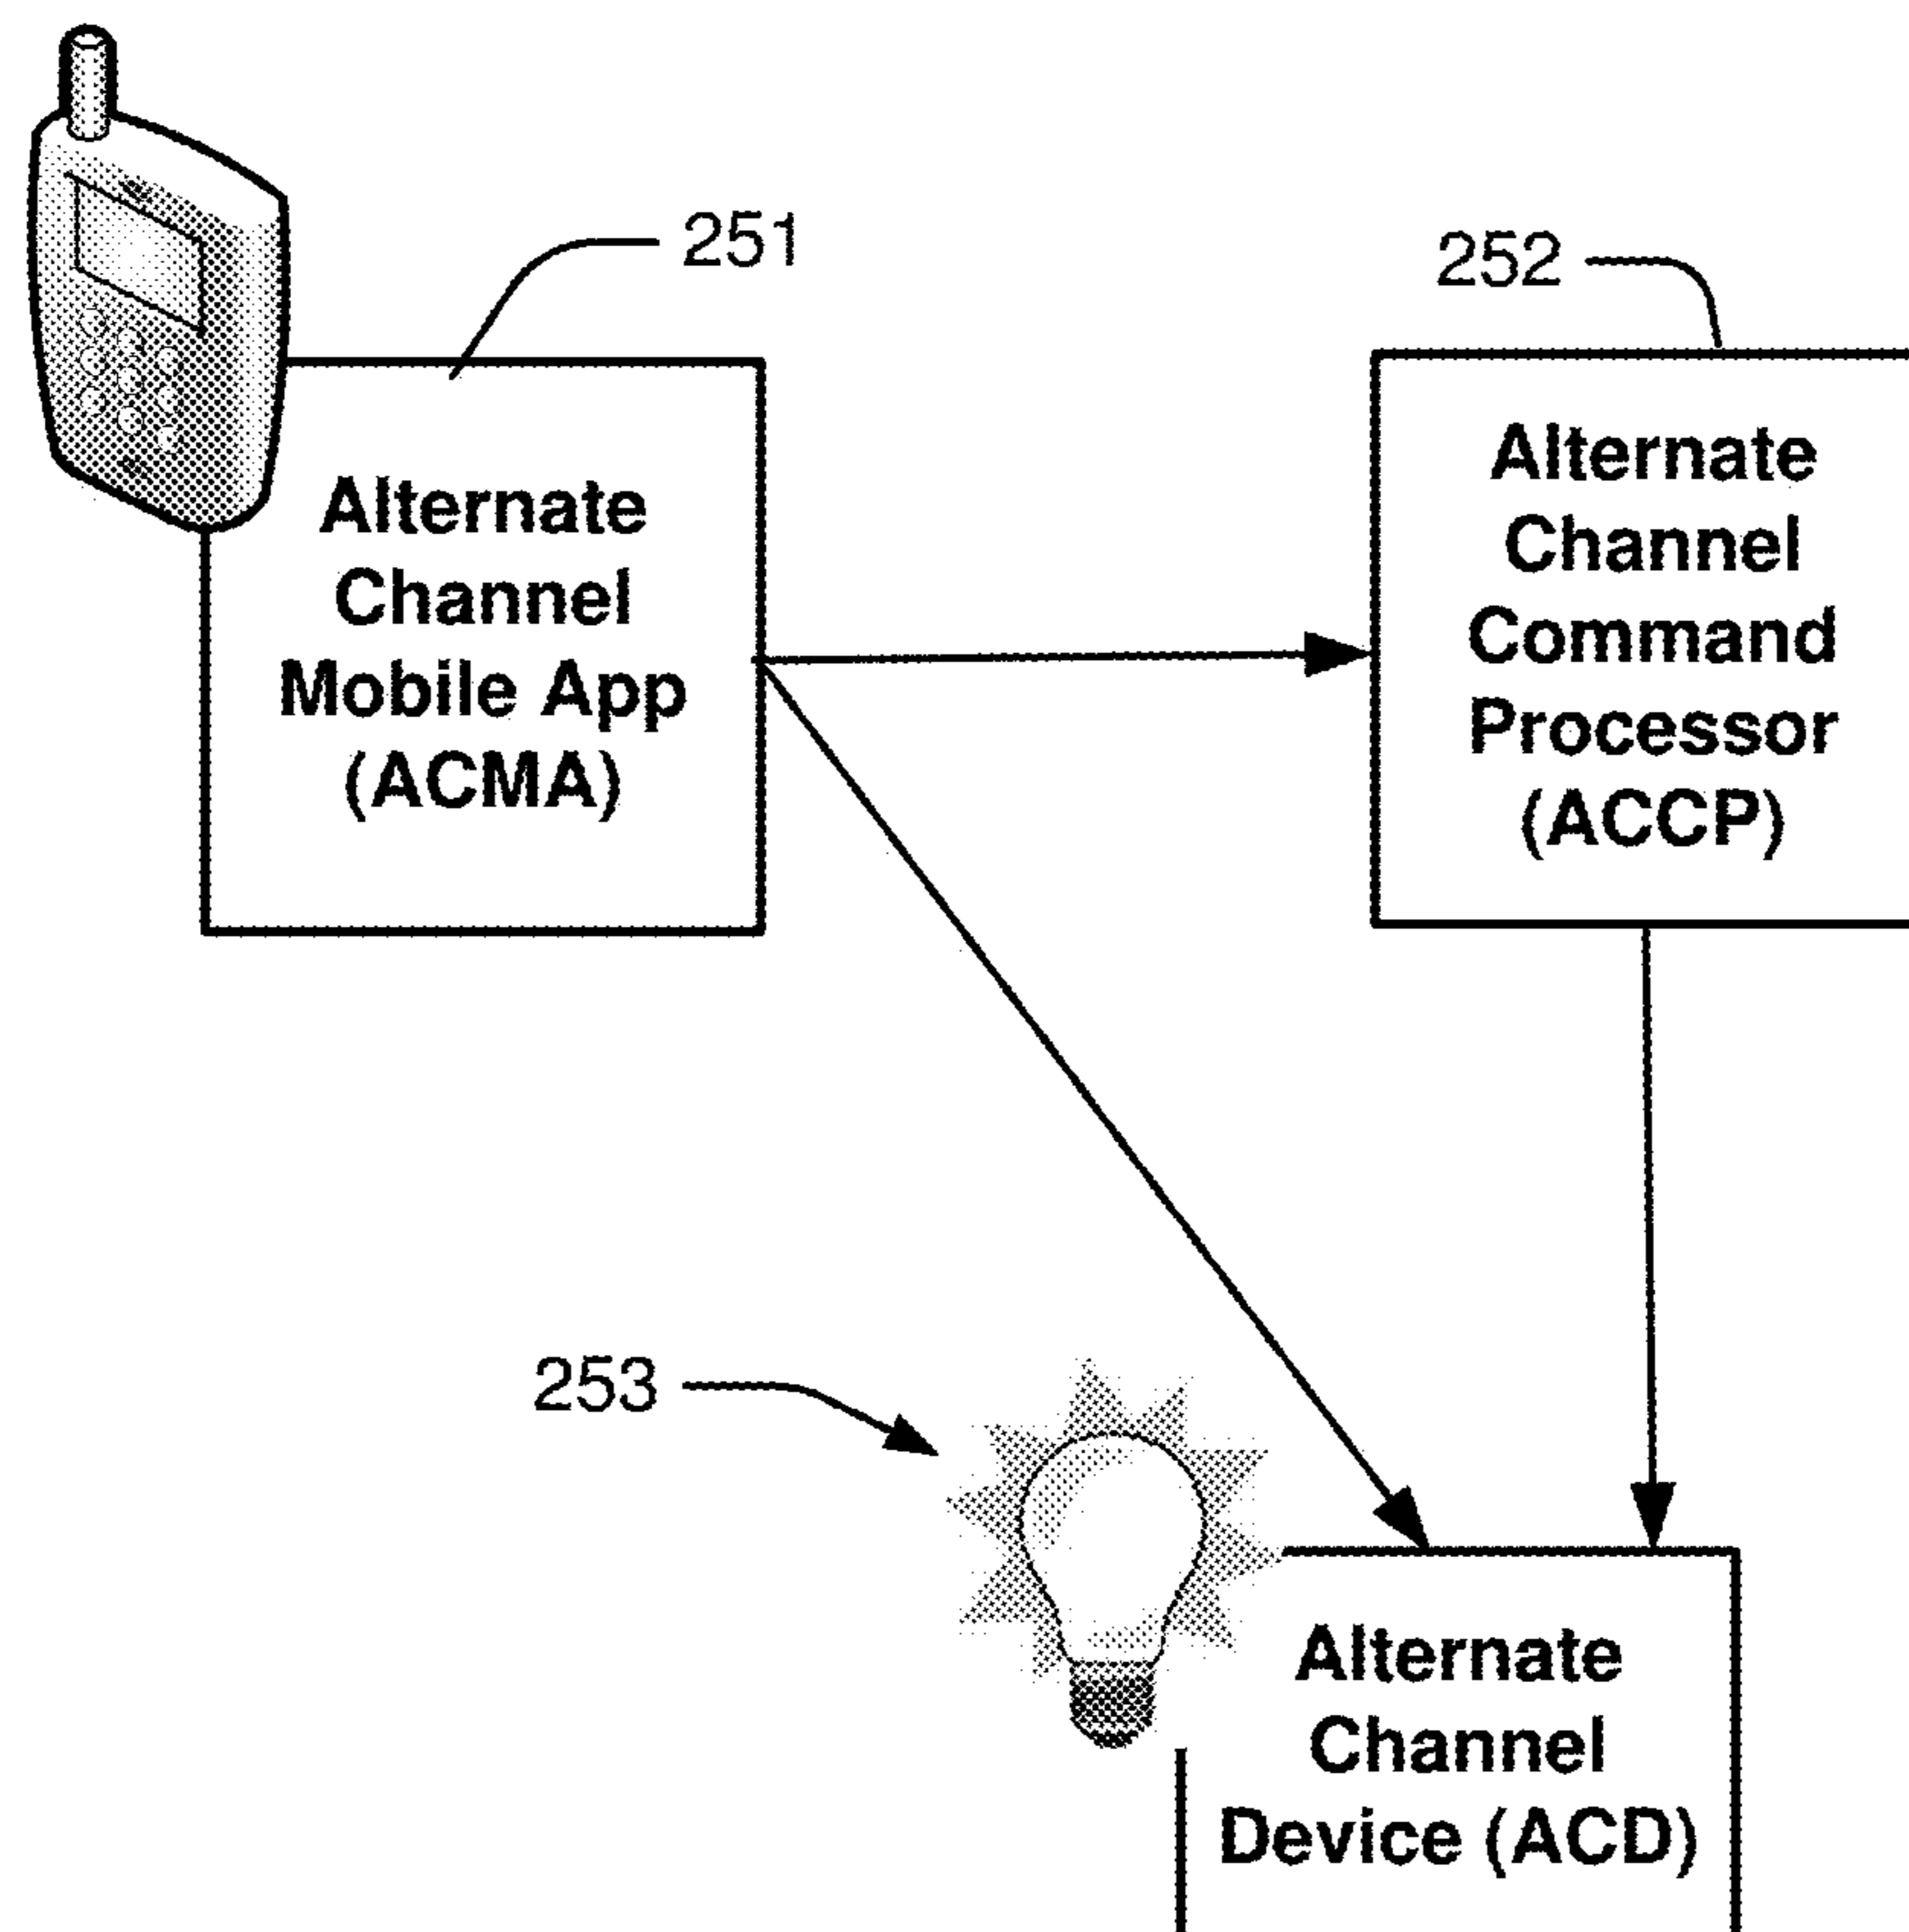 251
252
Alternate
Channel
Mobile App
(ACMA)
Alternate
Channel
Command
Processor
(ACCP)
253
Alternate
Channel
Device (ACD)